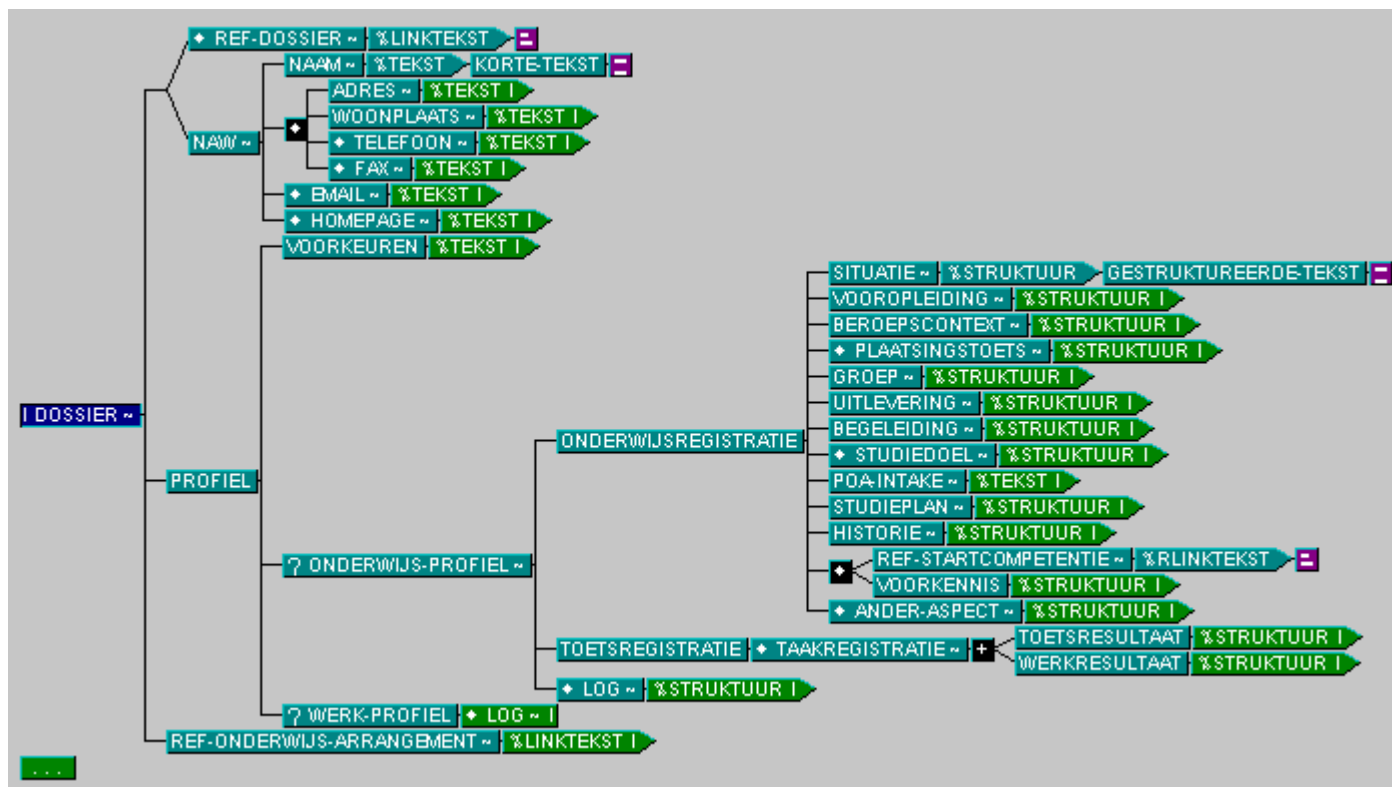 ◆ REF-DOSSIER ~ %LINKTEKST
NAAM ~ %TEKST KORTE-TEKST
ADRES ~ %TEKST |
WOONPLAATS ~ %TEKST |
NAW ~ ◆ ◆ TELEFOON ~ %TEKST |
◆ FAX ~ %TEKST |
◆ EMAIL ~ %TEKST |
◆ HOMEPAGE ~ %TEKST |
VOORKEUREN %TEKST |
SITUATIE ~ %STRUKTUUR GESTRUKTUREERDE-TEKST
VOOROPLEIDING ~ %STRUKTUUR |
BEROEPSCONTEXT ~ %STRUKTUUR |
◆ PLAATSINGSTOETS ~ %STRUKTUUR |
GROEP ~ %STRUKTUUR |
UITLEVERING ~ %STRUKTUUR |
| DOSSIER ~
BEGELEIDING ~ %STRUKTUUR |
ONDERWIJSREGISTRATIE
◆ STUDIEDOEL ~ %STRUKTUUR |
PROFIEL
POA-INTAKE ~ %TEKST |
STUDIEPLAN ~ %STRUKTUUR |
HISTORIE ~ %STRUKTUUR |
? ONDERWIJS-PROFIEL ~
◆ REF-STARTCOMPETENTIE ~ %RLINKTEKST
VOORKENNIS %STRUKTUUR |
◆ ANDER-ASPECT ~ %STRUKTUUR |
TOETSREGISTRATIE ◆ TAAKREGISTRATIE ~ + TOETSRESULTAAT %STRUKTUUR |
WERKRESULTAAT %STRUKTUUR |
◆ LOG ~ %STRUKTUUR |
? WERK-PROFIEL ◆ LOG ~ |
REF-ONDERWIJS-ARRANGEMENT ~ %LINKTEKST |
...